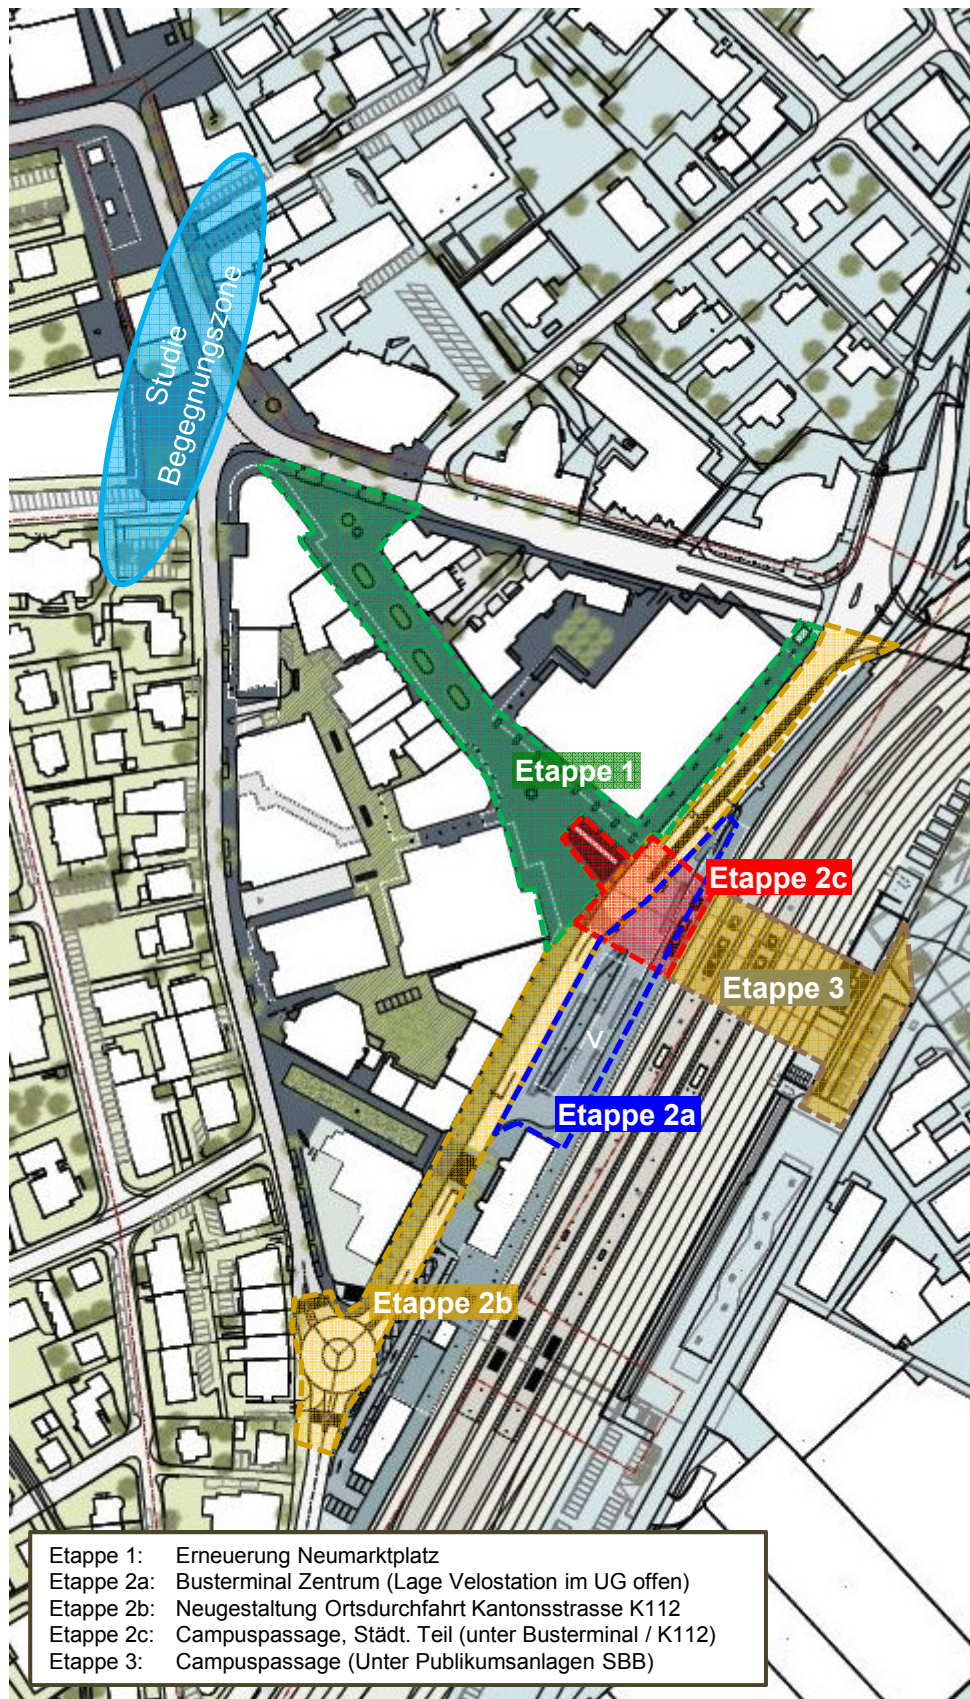 Studie
Begegnungszone
Etappe 1
Etappe 2c
Etappe 3
V
Etappe 2a
Etappe 2b
Etappe 1: Erneuerung Neumarktplatz
Etappe 2a: Busterminal Zentrum (Lage Velostation im UG offen)
Etappe 2b: Neugestaltung Ortsdurchfahrt Kantonsstrasse K112
Etappe 2c: Campuspassage, Städt. Teil (unter Busterminal / K112)
Etappe 3: Campuspassage (Unter Publikumsanlagen SBB)